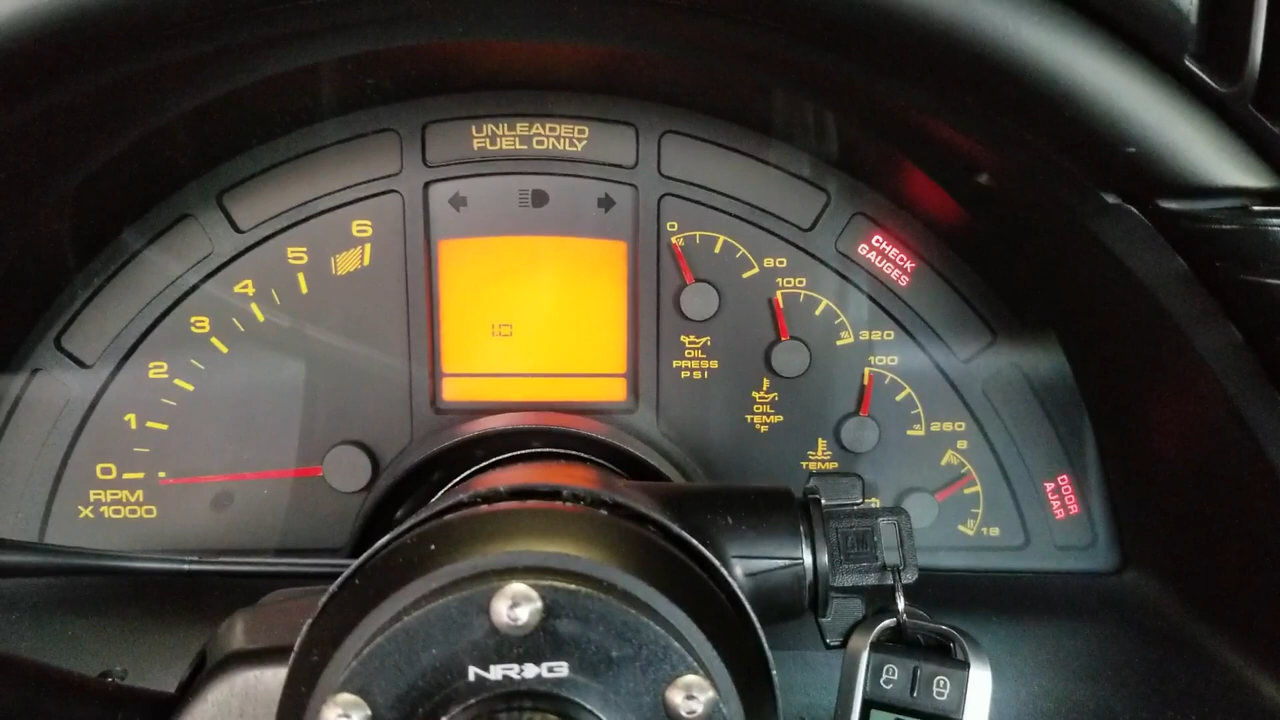 UNLEADED
FUEL ONLY
6
5
4
3
2
1
0
RPM
X 1000
1.0
0
80
OIL
PRESS
PSI
100
320
OIL
TEMP
°F
100
260
TEMP
8
18
CHECK
GAUGES
DOOR
AJAR
GM
NRG